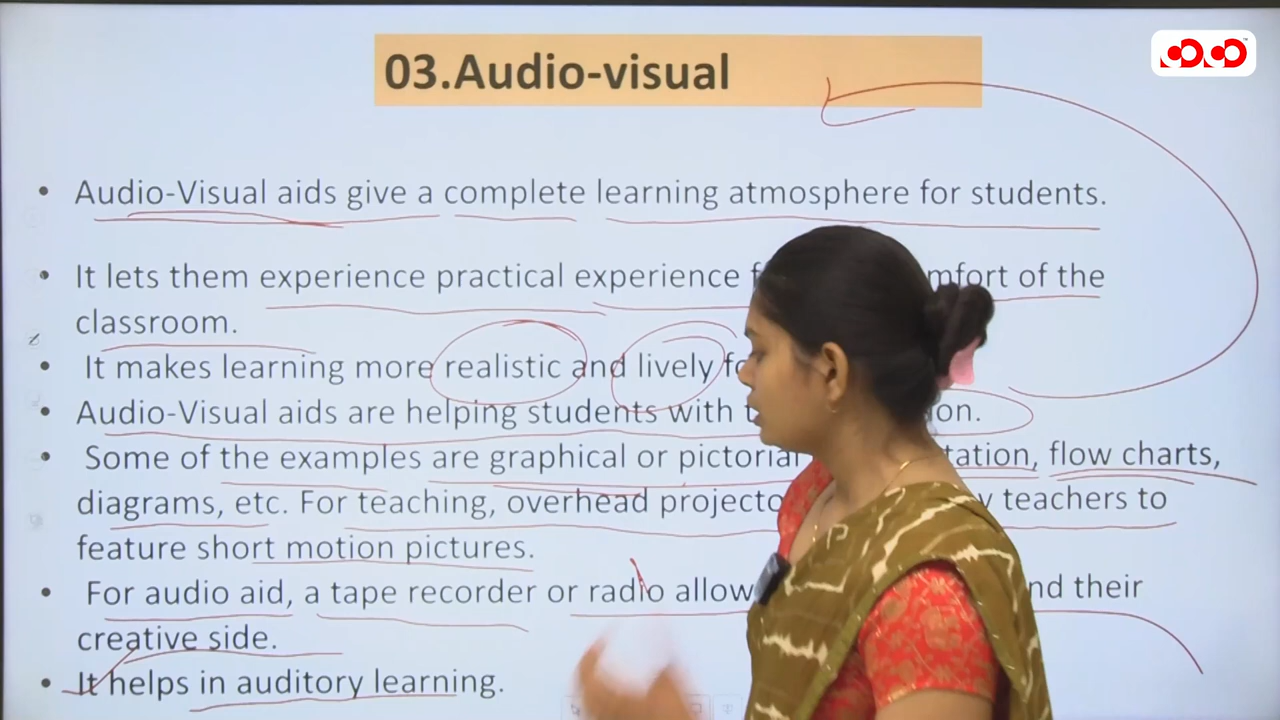 03.Audio-visual
• Audio-Visual aids give a complete learning atmosphere for students.
• It lets them experience practical experience mfort of the
classroom.
• It makes learning more realistic and lively
• Audio-Visual aids are helping students with on.
• Some of the examples are graphical or pictorial tation, flow charts,
diagrams, etc. For teaching, overhead projecto y teachers to
feature short motion pictures.
• For audio aid, a tape recorder or radio allow nd their
creative side.
• It helps in auditory learning.